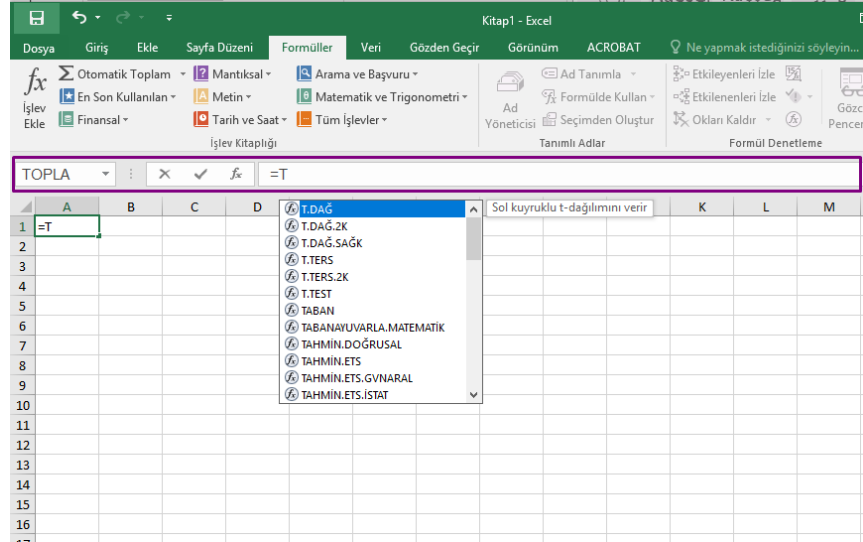 Kitap1 - Excel
Dosya Giriş Ekle Sayfa Düzeni Formüller Veri Gözden Geçir Görünüm ACROBAT Ne yapmak istediğinizi söyleyin...
fx
İşlev
Ekle
Σ Otomatik Toplam
En Son Kullanılan
Finansal
? Mantıksal
A Metin
Tarih ve Saat
Arama ve Başvuru
θ Matematik ve Trigonometri
Tüm İşlevler
İşlev Kitaplığı
Ad
Yöneticisi
Ad Tanımla
Formülde Kullan
Seçimden Oluştur
Tanımlı Adlar
Etkileyenleri İzle
Etkilenenleri İzle
Okları Kaldır
Formül Denetleme
TOPLA fx =T
A B C D K L M
1 =T
T.DAĞ Sol kuyruklu t-dağılımını verir
T.DAĞ.2K
T.DAĞ.SAĞK
T.TERS
T.TERS.2K
T.TEST
TABAN
TABANAYUVARLA.MATEMATİK
TAHMİN.DOĞRUSAL
TAHMİN.ETS
TAHMİN.ETS.GVNARAL
TAHMİN.ETS.İSTAT
2
3
4
5
6
7
8
9
10
11
12
13
14
15
16